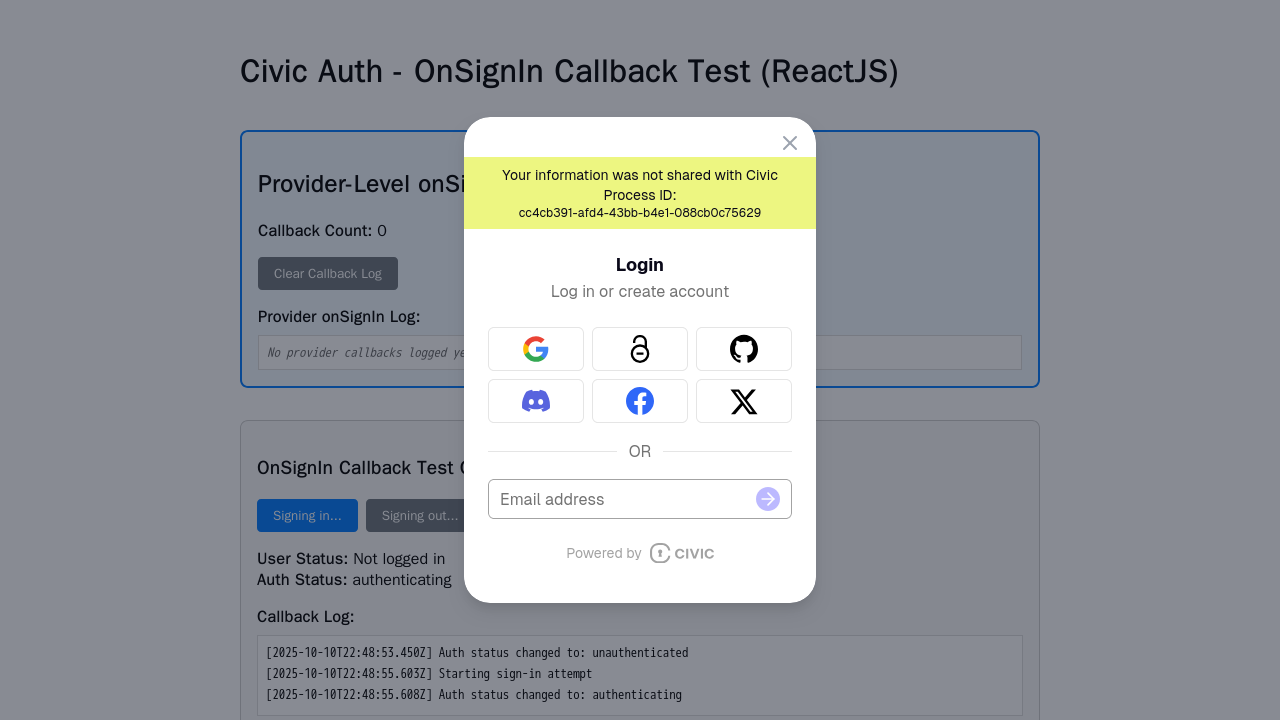 Civic Auth - OnSignIn Callback Test (ReactJS)
Provider-Level onSi
Callback Count: 0
Clear Callback Log
Provider onSignIn Log:
No provider callbacks logged ye
Your information was not shared with Civic
Process ID:
cc4cb391-afd4-43bb-b4e1-088cb0c75629
Login
Log in or create account
OR
Email address
Powered by CIVIC
OnSignIn Callback Test
Signing in...
Signing out...
User Status: Not logged in
Auth Status: authenticating
Callback Log:
[2025-10-10T22:48:53.450Z] Auth status changed to: unauthenticated
[2025-10-10T22:48:55.603Z] Starting sign-in attempt
[2025-10-10T22:48:55.608Z] Auth status changed to: authenticating